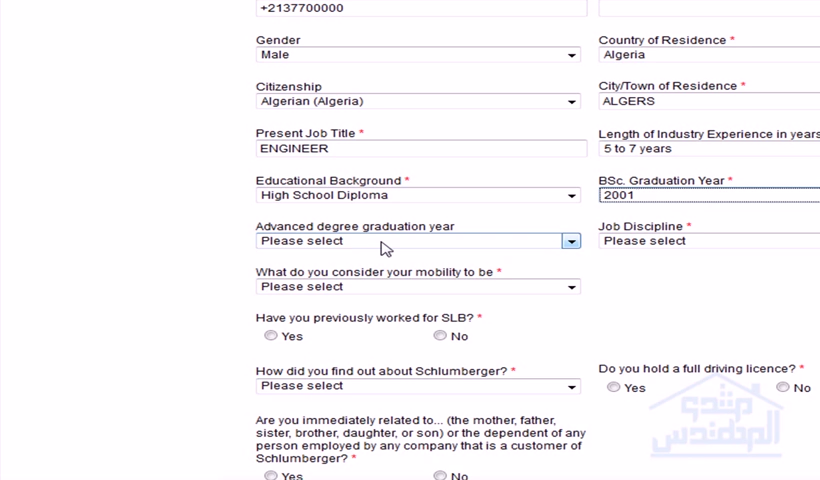 +2137700000
Gender
Male
Country of Residence *
Algeria
Citizenship
Algerian (Algeria)
City/Town of Residence *
ALGERS
Present Job Title *
ENGINEER
Length of Industry Experience in years
5 to 7 years
Educational Background *
High School Diploma
BSc. Graduation Year *
2001
Advanced degree graduation year
Please select
Job Discipline *
Please select
What do you consider your mobility to be *
Please select
Have you previously worked for SLB? *
Yes No
How did you find out about Schlumberger? *
Please select
Do you hold a full driving licence? *
Yes No
Are you immediately related to... (the mother, father,
sister, brother, daughter, or son) or the dependent of any
person employed by any company that is a customer of
Schlumberger? *
Yes No
منتدى
المهندس